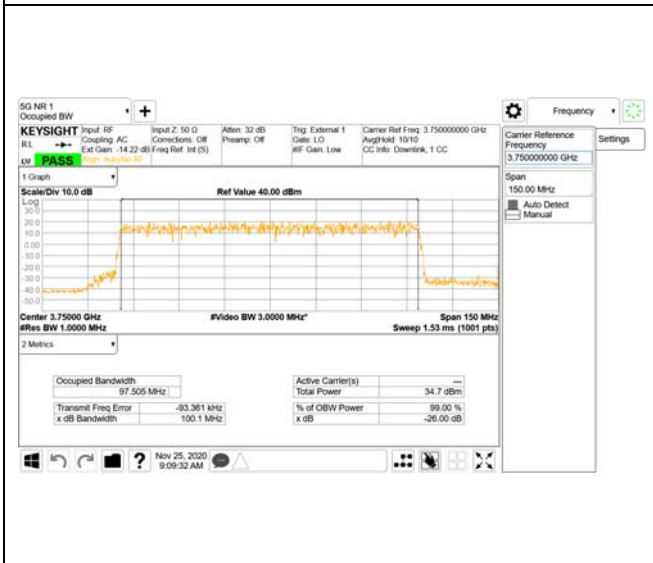 5G NR 1
Occupied BW
Frequency
KEYSIGHT
Input: RF
Input Z: 50 Ω
Atten: 32 dB
Trig: External 1
Carrier Ref Freq: 3.750000000 GHz
R L
Coupling: AC
Corrections: Off
Preamp: Off
Gate: LO
Avg|Hold: 10/10
Ext Gain: -14.22 dB
Freq Ref: Int (S)
#IF Gain: Low
CC Info: Downlink, 1 CC
PASS
Align: Auto/No RF
Carrier Reference
Frequency
3.750000000 GHz
Settings
Span
150.00 MHz
Auto Detect
Manual
1 Graph
Scale/Div 10.0 dB
Ref Value 40.00 dBm
Log
30.0
20.0
10.0
0.00
-10.0
-20.0
-30.0
-40.0
-50.0
Center 3.75000 GHz
#Video BW 3.0000 MHz*
Span 150 MHz
#Res BW 1.0000 MHz
Sweep 1.53 ms (1001 pts)
2 Metrics
Occupied Bandwidth
97.505 MHz
Transmit Freq Error
-93.361 kHz
x dB Bandwidth
100.1 MHz
Active Carrier(s)
---
Total Power
34.7 dBm
% of OBW Power
99.00 %
x dB
-26.00 dB
?
Nov 25, 2020
9:09:32 AM